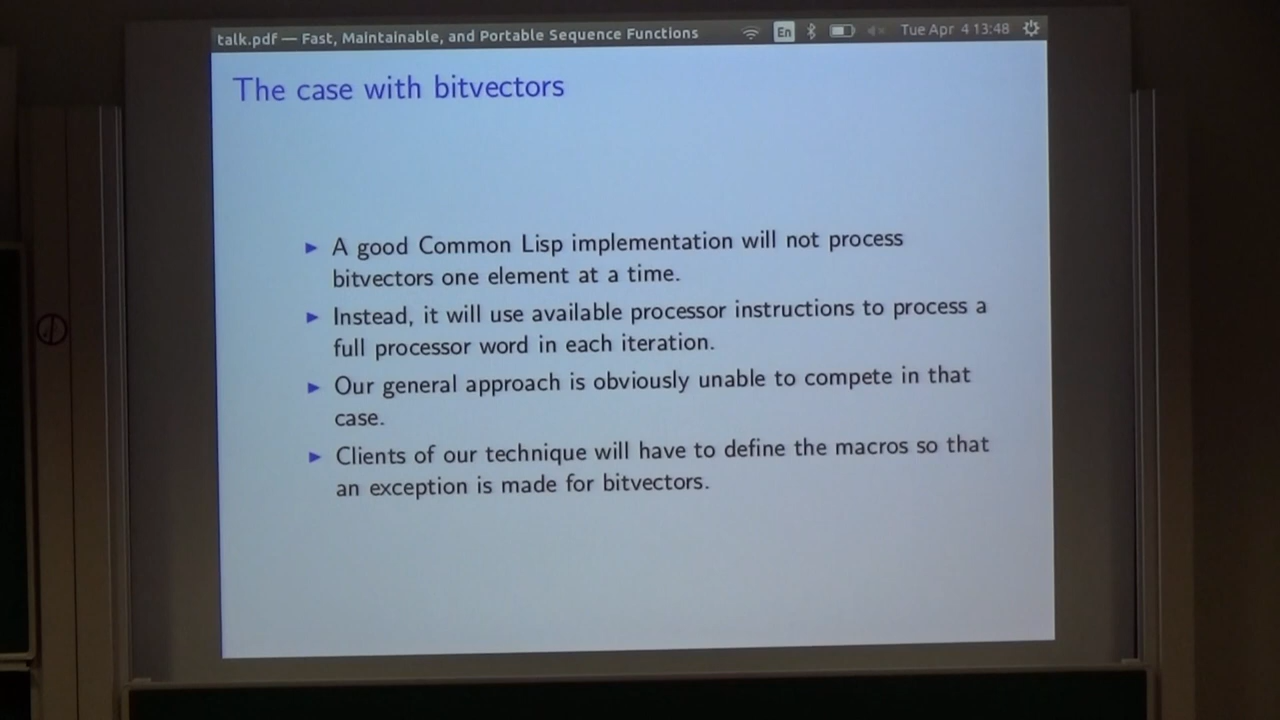 talk.pdf — Fast, Maintainable, and Portable Sequence Functions En Tue Apr 4 13:48
The case with bitvectors
A good Common Lisp implementation will not process
bitvectors one element at a time.
Instead, it will use available processor instructions to process a
full processor word in each iteration.
Our general approach is obviously unable to compete in that
case.
Clients of our technique will have to define the macros so that
an exception is made for bitvectors.